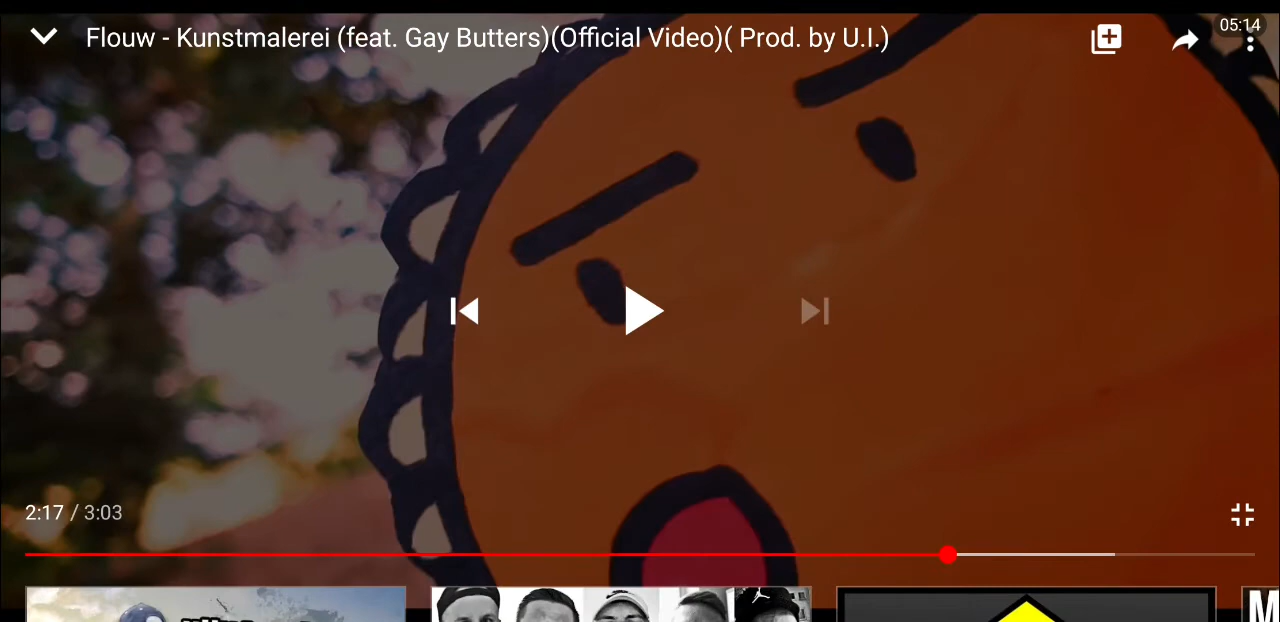 Flouw - Kunstmalerei (feat. Gay Butters)(Official Video)( Prod. by U.I.)
05:14
2:17 / 3:03
M